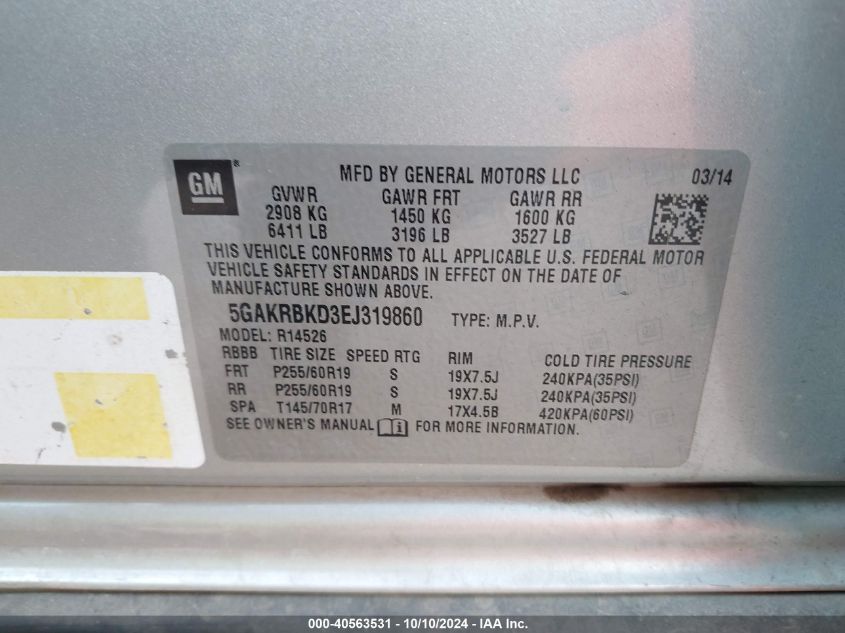 GM ® MFD BY GENERAL MOTORS LLC 03/14
GVWR GAWR FRT GAWR RR
2908 KG 1450 KG 1600 KG
6411 LB 3196 LB 3527 LB
THIS VEHICLE CONFORMS TO ALL APPLICABLE U.S. FEDERAL MOTOR
VEHICLE SAFETY STANDARDS IN EFFECT ON THE DATE OF
MANUFACTURE SHOWN ABOVE.
5GAKRBKD3EJ319860 TYPE: M.P.V.
MODEL: R14526
RBBB TIRE SIZE SPEED RTG RIM COLD TIRE PRESSURE
FRT P255/60R19 S 19X7.5J 240KPA(35PSI)
RR P255/60R19 S 19X7.5J 240KPA(35PSI)
SPA T145/70R17 M 17X4.5B 420KPA(60PSI)
SEE OWNER'S MANUAL i FOR MORE INFORMATION.
000-40563531 - 10/10/2024 - IAA Inc.